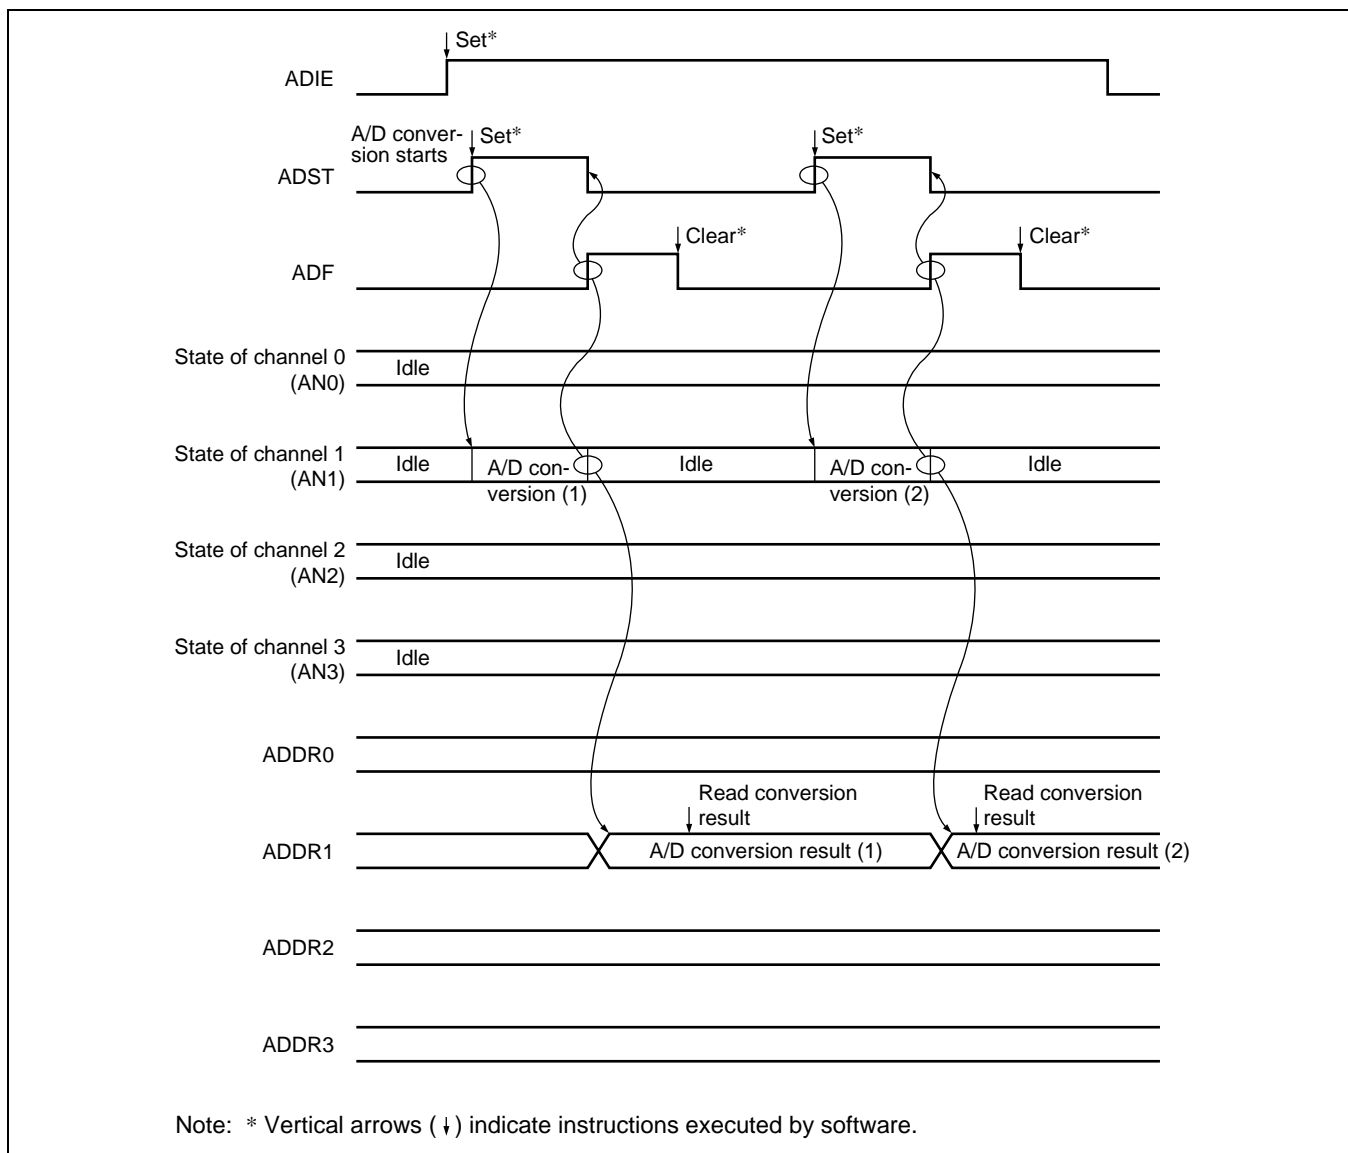 Set*
ADIE
A/D conver-
sion starts
Set*
Set*
ADST
Clear*
Clear*
ADF
State of channel 0
(AN0)
Idle
State of channel 1
(AN1)
Idle
A/D con-
version (1)
Idle
A/D con-
version (2)
Idle
State of channel 2
(AN2)
Idle
State of channel 3
(AN3)
Idle
ADDR0
Read conversion
result
Read conversion
result
ADDR1
A/D conversion result (1)
A/D conversion result (2)
ADDR2
ADDR3
Note: * Vertical arrows (↓) indicate instructions executed by software.